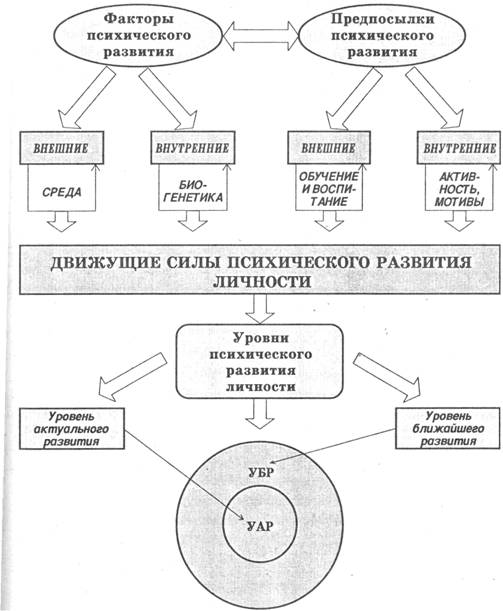 Факторы
психического
развития
Предпосылки
психического
развития
ВНЕШНИЕ
ВНУТРЕННИЕ
ВНЕШНИЕ
ВНУТРЕННИЕ
СРЕДА
БИО-
ГЕНЕТИКА
ОБУЧЕНИЕ
И ВОСПИ-
ТАНИЕ
АКТИВ-
НОСТЬ,
МОТИВЫ
ДВИЖУЩИЕ СИЛЫ ПСИХИЧЕСКОГО РАЗВИТИЯ
ЛИЧНОСТИ
Уровни
психического
развития
личности
Уровень
актуального
развития
Уровень
ближайшего
развития
УБР
УАР